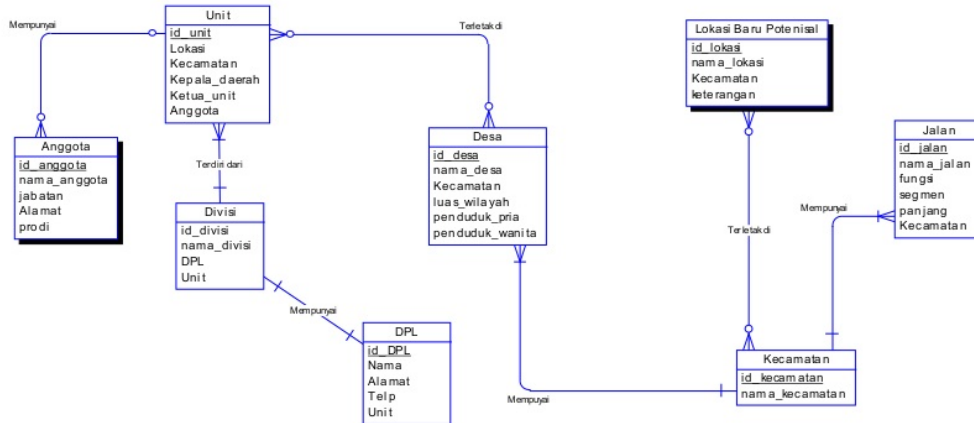 Unit
id_unit
Lokasi
Kecamatan
Kepala_daerah
Ketua_unit
Anggota
Mempunyai
Anggota
id_anggota
nama_anggota
jabatan
Alamat
prodi
Terdiri dari
Divisi
id_divisi
nama_divisi
DPL
Unit
Mempunyai
DPL
id_DPL
Nama
Alamat
Telp
Unit
Terletak di
Desa
id_desa
nama_desa
Kecamatan
luas_wilayah
penduduk_pria
penduduk_wanita
Mempuyai
Lokasi Baru Potenisal
id_lokasi
nama_lokasi
Kecamatan
keterangan
Terletak di
Jalan
id_jalan
nama_jalan
fungsi
segmen
panjang
Kecamatan
Mempunyai
Kecamatan
id_kecamatan
nama_kecamatan